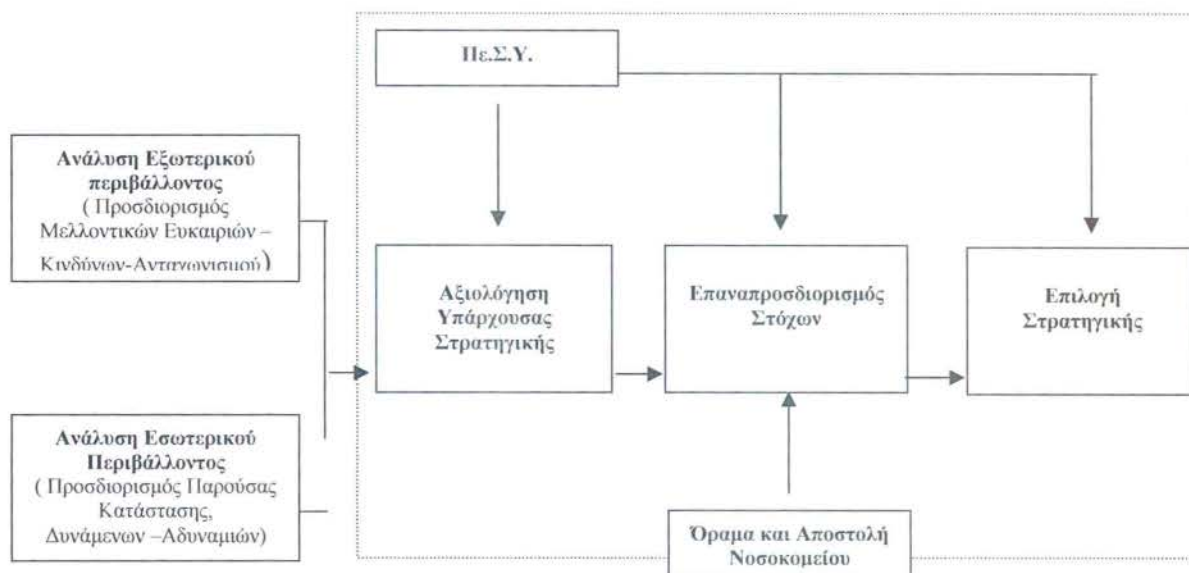 Πε.Σ.Υ.
Ανάλυση Εξωτερικού
περιβάλλοντος
( Προσδιορισμός
Μελλοντικών Ευκαιριών –
Κινδύνων-Ανταγωνισμού)
Αξιολόγηση
Υπάρχουσας
Στρατηγικής
Επαναπροσδιορισμός
Στόχων
Επιλογή
Στρατηγικής
Ανάλυση Εσωτερικού
Περιβάλλοντος
( Προσδιορισμός Παρούσας
Κατάστασης,
Δυνάμενων –Αδυναμιών)
Όραμα και Αποστολή
Νοσοκομείου